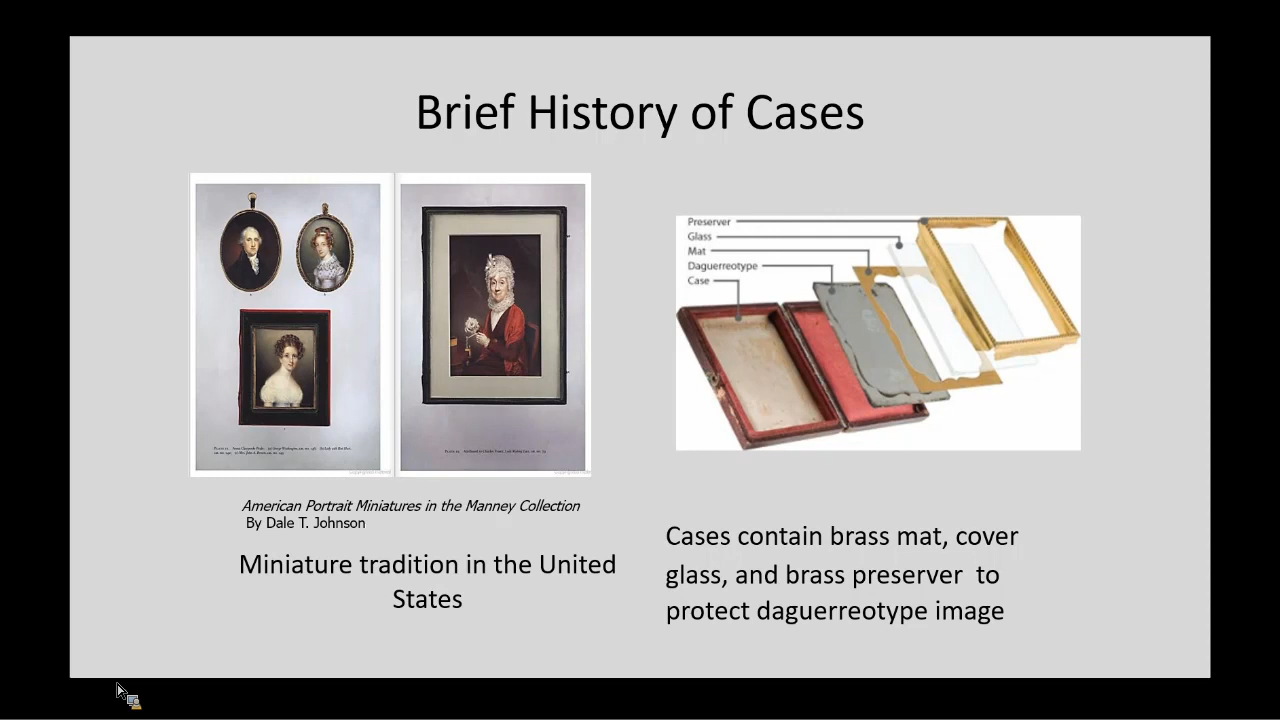 Brief History of Cases
Preserver
Glass
Mat
Daguerreotype
Case
American Portrait Miniatures in the Manney Collection
By Dale T. Johnson
Miniature tradition in the United
States
Cases contain brass mat, cover
glass, and brass preserver  to
protect daguerreotype image